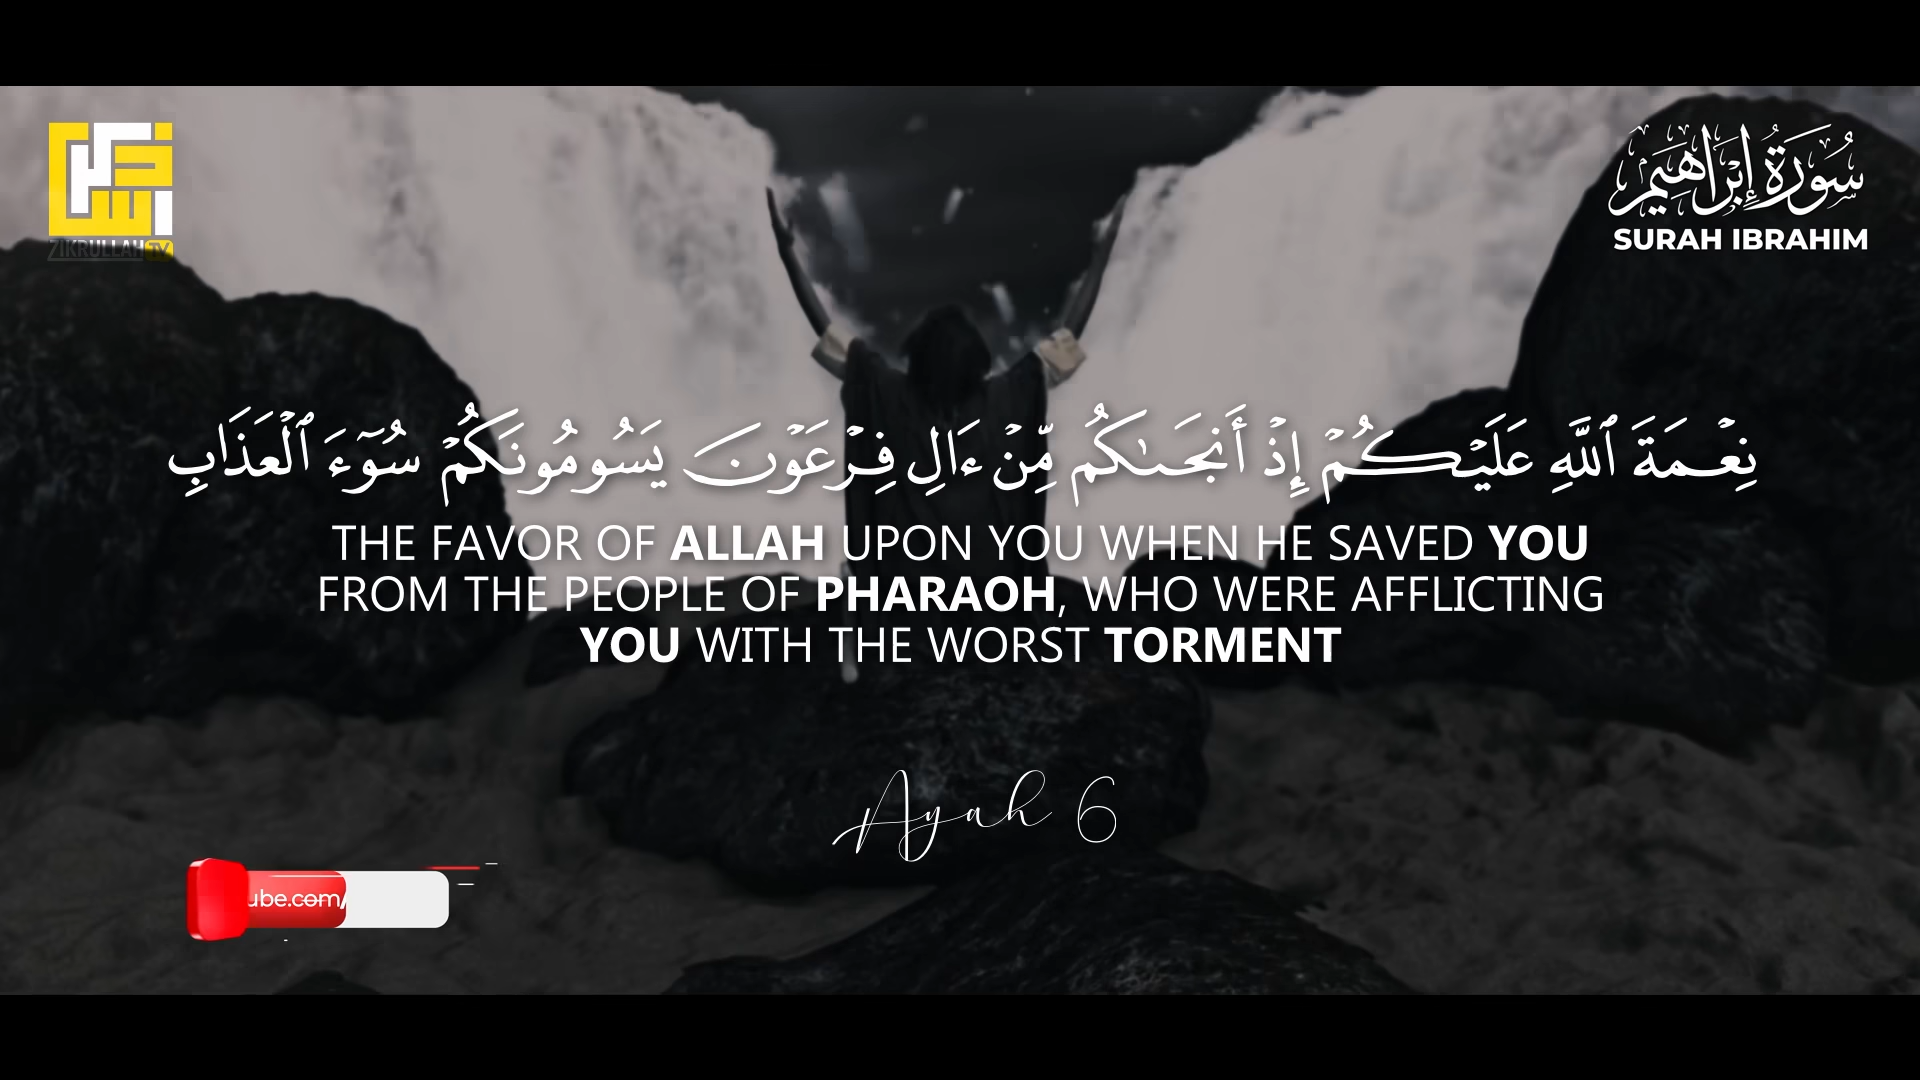 ZIKRULLAH TV
سُورَةُ إِبْرَاهِيمَ
SURAH IBRAHIM
نِعْمَةَ ٱللَّهِ عَلَيْكُمْ إِذْ أَنجَىٰكُم مِّنْ ءَالِ فِرْعَوْنَ يَسُومُونَكُمْ سُوٓءَ ٱلْعَذَابِ
THE FAVOR OF ALLAH UPON YOU WHEN HE SAVED YOU
FROM THE PEOPLE OF PHARAOH, WHO WERE AFFLICTING
YOU WITH THE WORST TORMENT
Ayah 6
ube.com/